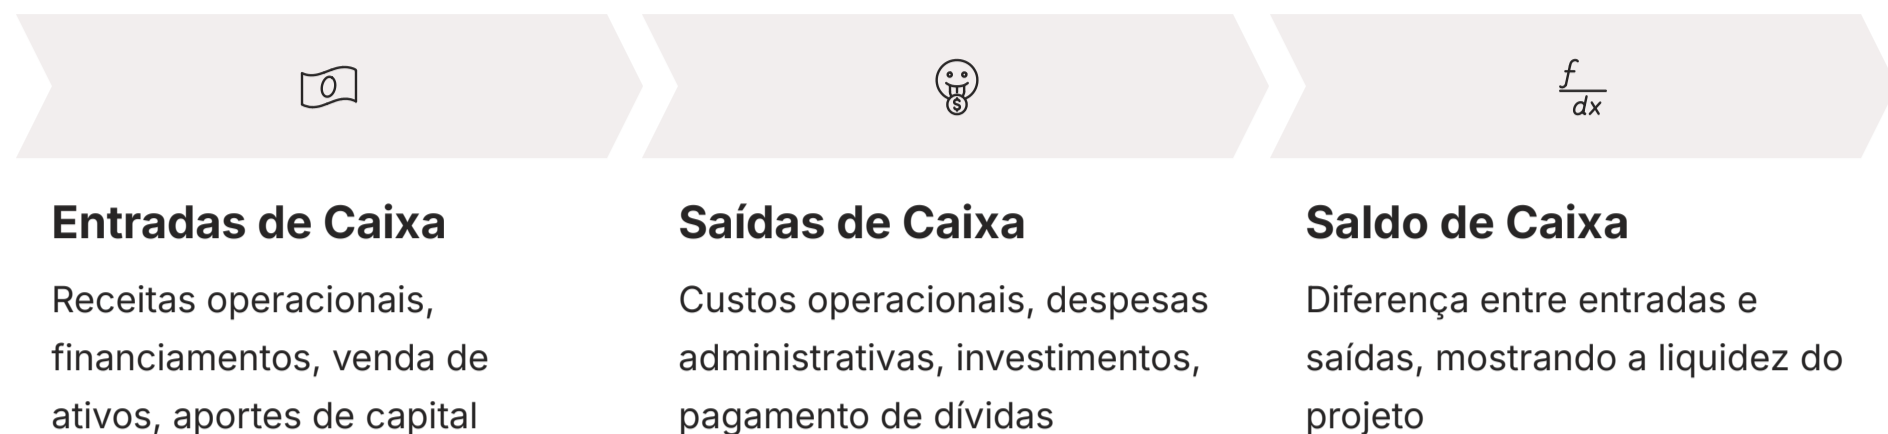 0
$
f
dx
Entradas de Caixa
Receitas operacionais,
financiamentos, venda de
ativos, aportes de capital
Saídas de Caixa
Custos operacionais, despesas
administrativas, investimentos,
pagamento de dívidas
Saldo de Caixa
Diferença entre entradas e
saídas, mostrando a liquidez do
projeto